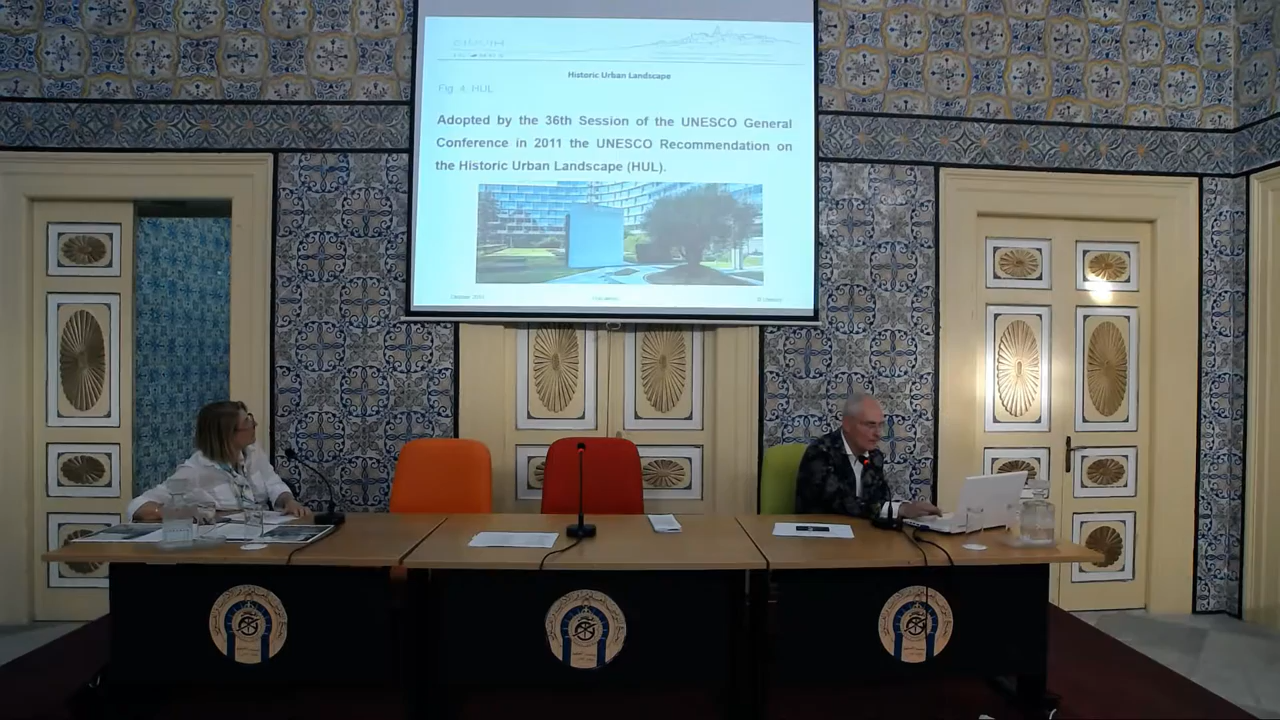 Historic Urban Landscape
Fig. 4. HUL
Adopted by the 36th Session of the UNESCO General
Conference in 2011 the UNESCO Recommendation on
the Historic Urban Landscape (HUL).